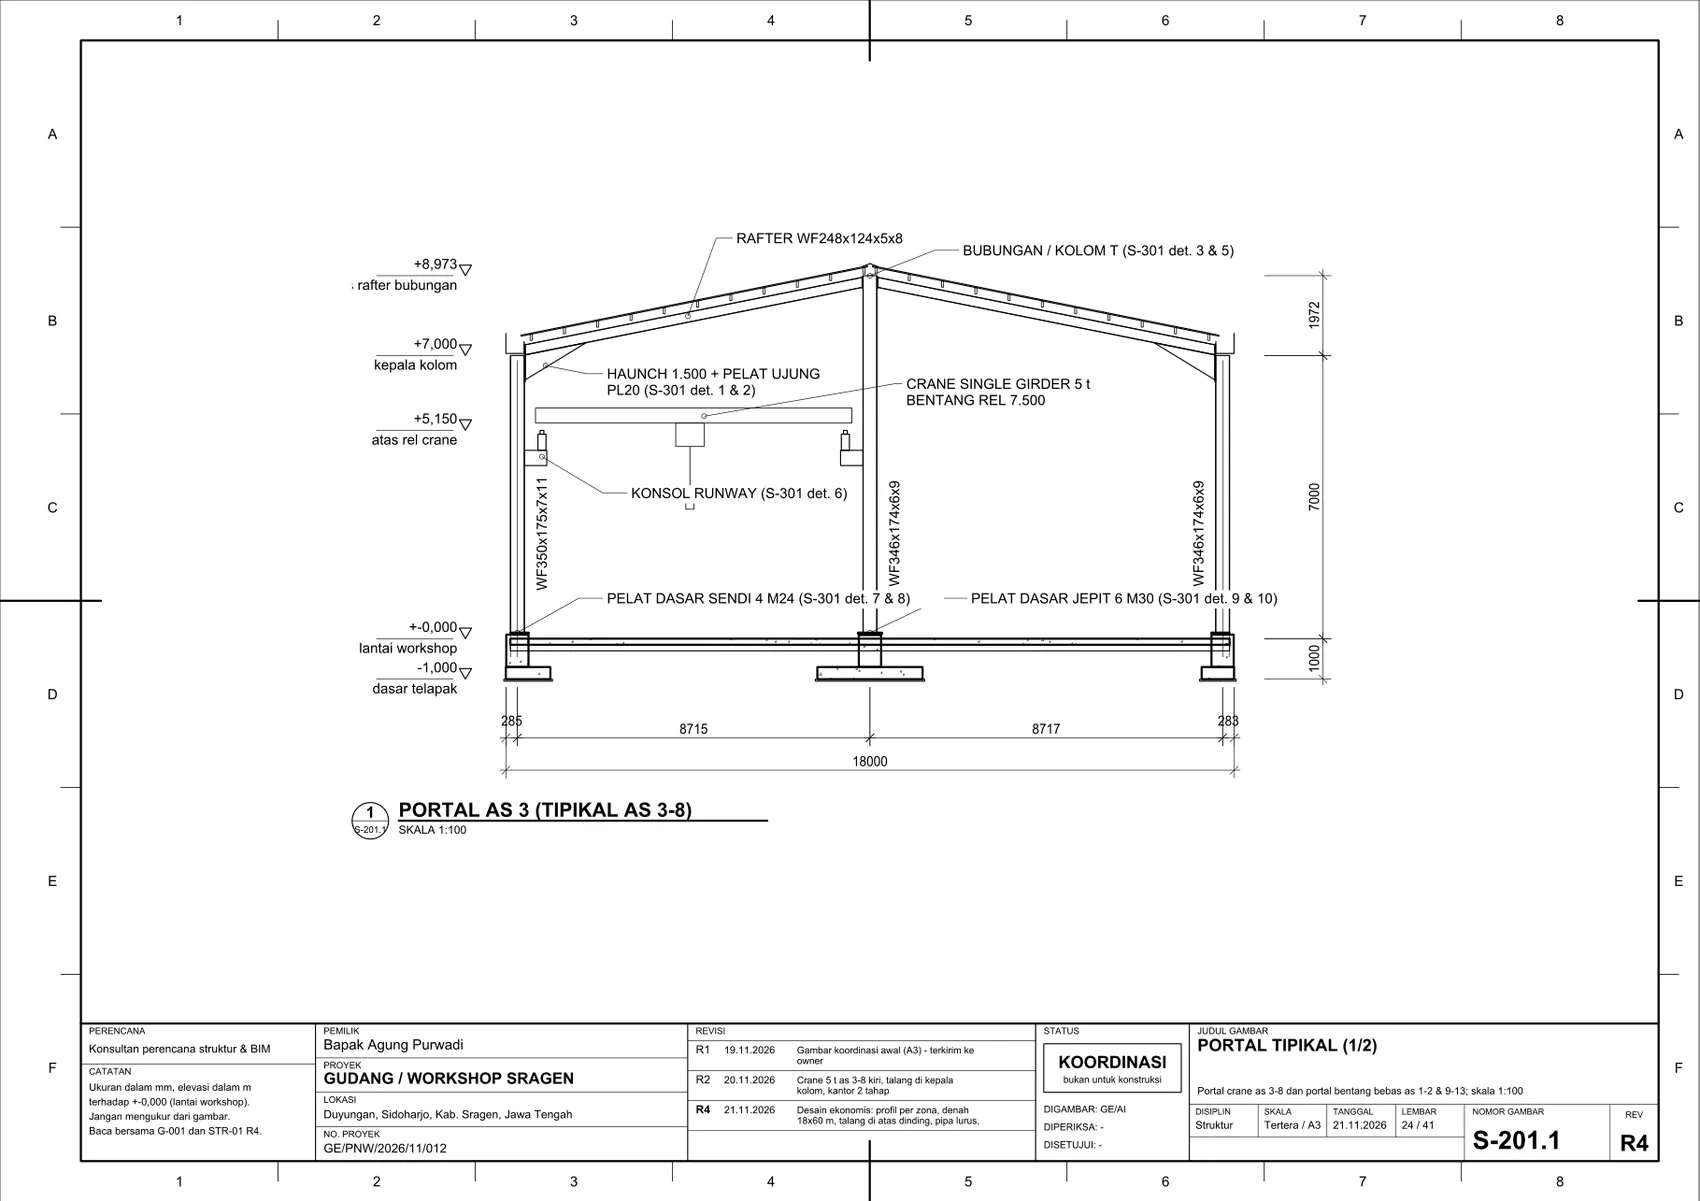 1 2 3 4 5 6 7 8
A A
B B
C C
D D
E E
F F
RAFTER WF248x124x5x8
BUBUNGAN / KOLOM T (S-301 det. 3 & 5)
+8,973
rafter bubungan
1972
+7,000
kepala kolom
HAUNCH 1.500 + PELAT UJUNG
PL20 (S-301 det. 1 & 2)
CRANE SINGLE GIRDER 5 t
BENTANG REL 7.500
+5,150
atas rel crane
KONSOL RUNWAY (S-301 det. 6)
WF350x175x7x11
WF346x174x6x9
WF346x174x6x9
7000
PELAT DASAR SENDI 4 M24 (S-301 det. 7 & 8)
PELAT DASAR JEPIT 6 M30 (S-301 det. 9 & 10)
+-0,000
lantai workshop
-1,000
dasar telapak
1000
285
8715
8717
283
18000
1
S-201.1
PORTAL AS 3 (TIPIKAL AS 3-8)
SKALA 1:100
PERENCANA
Konsultan perencana struktur & BIM
CATATAN
Ukuran dalam mm, elevasi dalam m
terhadap +-0,000 (lantai workshop).
Jangan mengukur dari gambar.
Baca bersama G-001 dan STR-01 R4.
PEMILIK
Bapak Agung Purwadi
PROYEK
GUDANG / WORKSHOP SRAGEN
LOKASI
Duyungan, Sidoharjo, Kab. Sragen, Jawa Tengah
NO. PROYEK
GE/PNW/2026/11/012
REVISI
R1 19.11.2026 Gambar koordinasi awal (A3) - terkirim ke
owner
R2 20.11.2026 Crane 5 t as 3-8 kiri, talang di kepala
kolom, kantor 2 tahap
R4 21.11.2026 Desain ekonomis: profil per zona, denah
18x60 m, talang di atas dinding, pipa lurus,
STATUS
KOORDINASI
bukan untuk konstruksi
DIGAMBAR: GE/AI
DIPERIKSA: -
DISETUJUI: -
JUDUL GAMBAR
PORTAL TIPIKAL (1/2)
Portal crane as 3-8 dan portal bentang bebas as 1-2 & 9-13; skala 1:100
DISIPLIN
Struktur
SKALA
Tertera / A3
TANGGAL
21.11.2026
LEMBAR
24 / 41
NOMOR GAMBAR
S-201.1
REV
R4
1 2 3 4 5 6 7 8